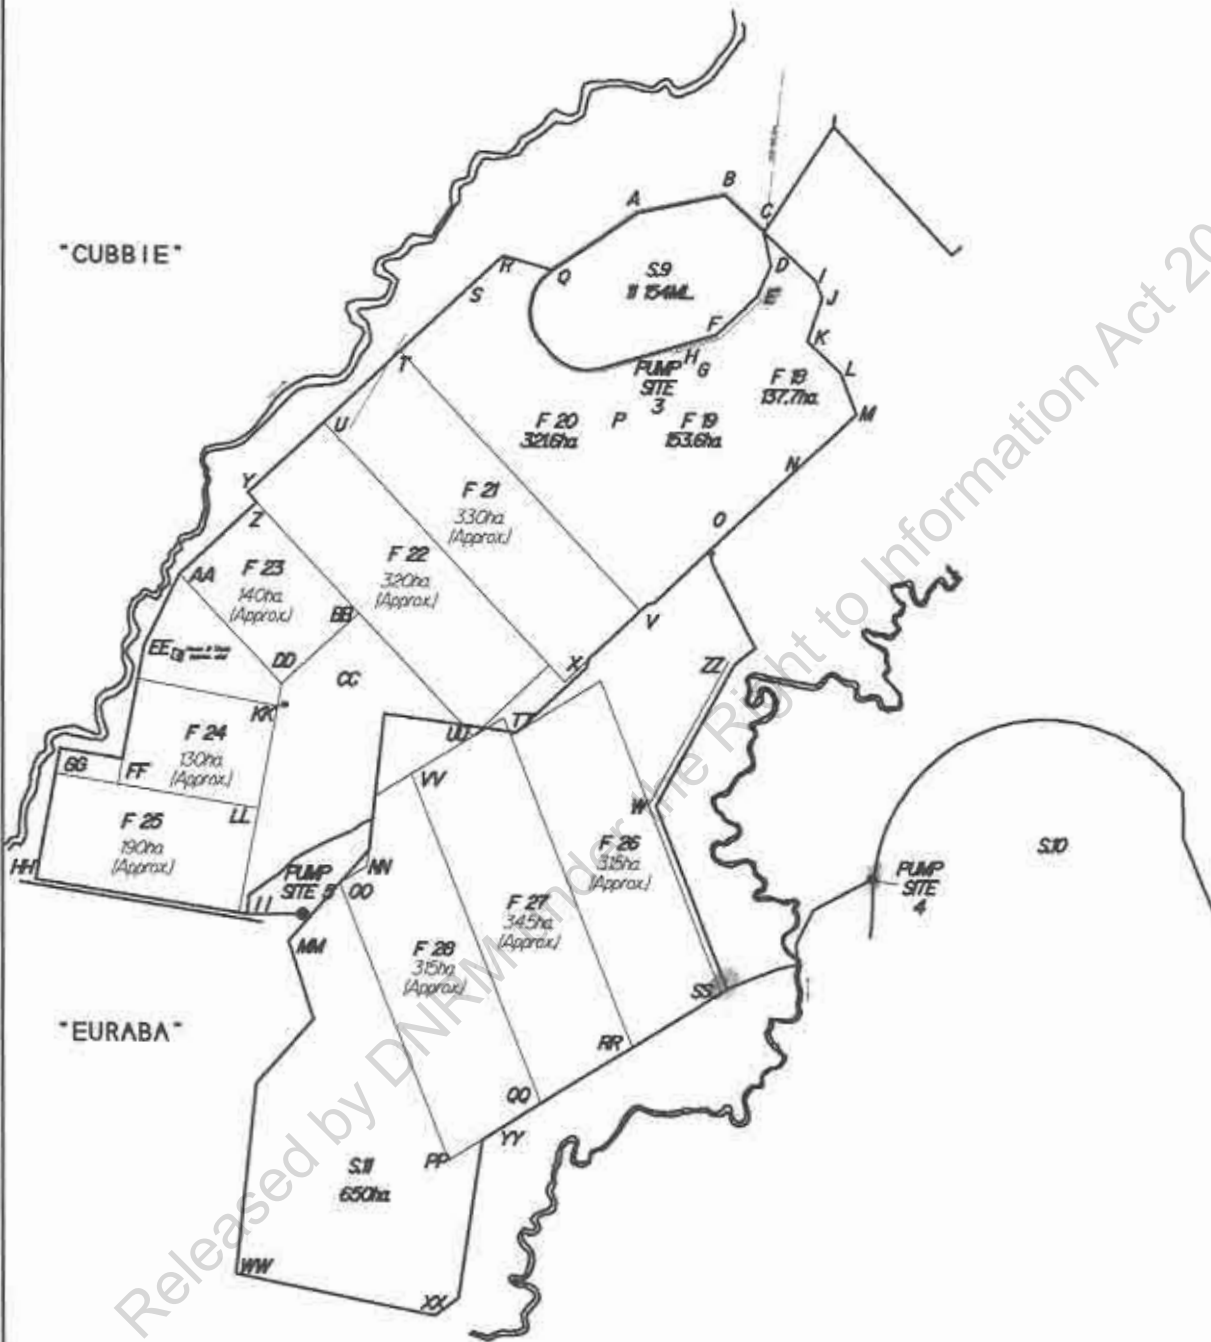 B
A
C
"CUBBIE"
R
Q
S.9
11 154ML.
D
I
S
E
J
F
K
T
H
G
PUMP
SITE
3
L
F 18
137.7ha.
M
U
F 20
321.6ha
P
F 19
153.6ha
N
Y
F 21
330ha
(Approx.)
Z
O
F 22
320ha
(Approx.)
AA
F 23
140ha
(Approx.)
BB
V
EE
DD
CC
X
ZZ
KK
F 24
130ha
(Approx.)
TT
UU
GG
FF
VV
LL
W
F 25
190ha
(Approx.)
F 26
315ha
(Approx.)
S.10
HH
NN
PUMP
SITE 5
OO
PUMP
SITE
4
F 27
345ha
(Approx.)
MM
F 28
315ha
(Approx.)
SS
"EURABA"
RR
QQ
YY
PP
S.11
650ha
WW
XX
Released by DNRM under the Right to Information Act 20